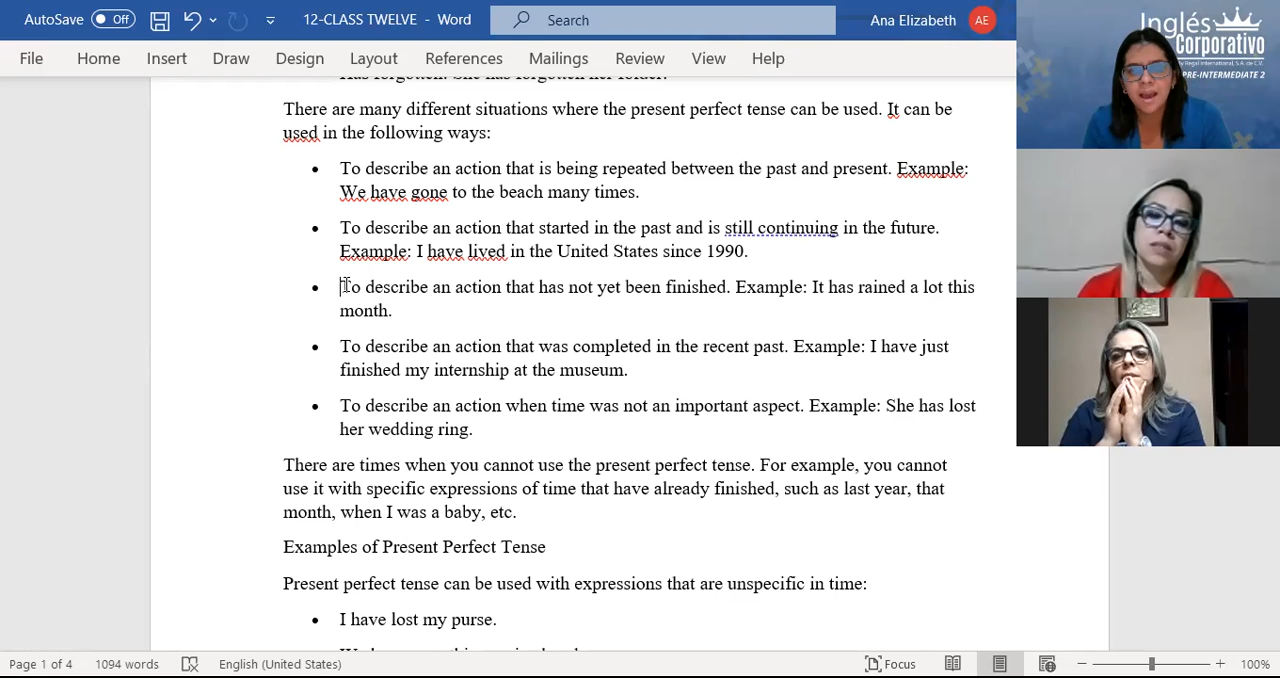 AutoSave Off 12-CLASS TWELVE - Word Search Ana Elizabeth AE
File Home Insert Draw Design Layout References Mailings Review View Help
Inglés
Corporativo
by Regal International, S.A. de C.V.
PRE-INTERMEDIATE 2
Has forgotten: She has forgotten her folder.
There are many different situations where the present perfect tense can be used. It can be
used in the following ways:
• To describe an action that is being repeated between the past and present. Example:
We have gone to the beach many times.
• To describe an action that started in the past and is still continuing in the future.
Example: I have lived in the United States since 1990.
• To describe an action that has not yet been finished. Example: It has rained a lot this
month.
• To describe an action that was completed in the recent past. Example: I have just
finished my internship at the museum.
• To describe an action when time was not an important aspect. Example: She has lost
her wedding ring.
There are times when you cannot use the present perfect tense. For example, you cannot
use it with specific expressions of time that have already finished, such as last year, that
month, when I was a baby, etc.
Examples of Present Perfect Tense
Present perfect tense can be used with expressions that are unspecific in time:
• I have lost my purse.
Page 1 of 4 1094 words English (United States) Focus 100%